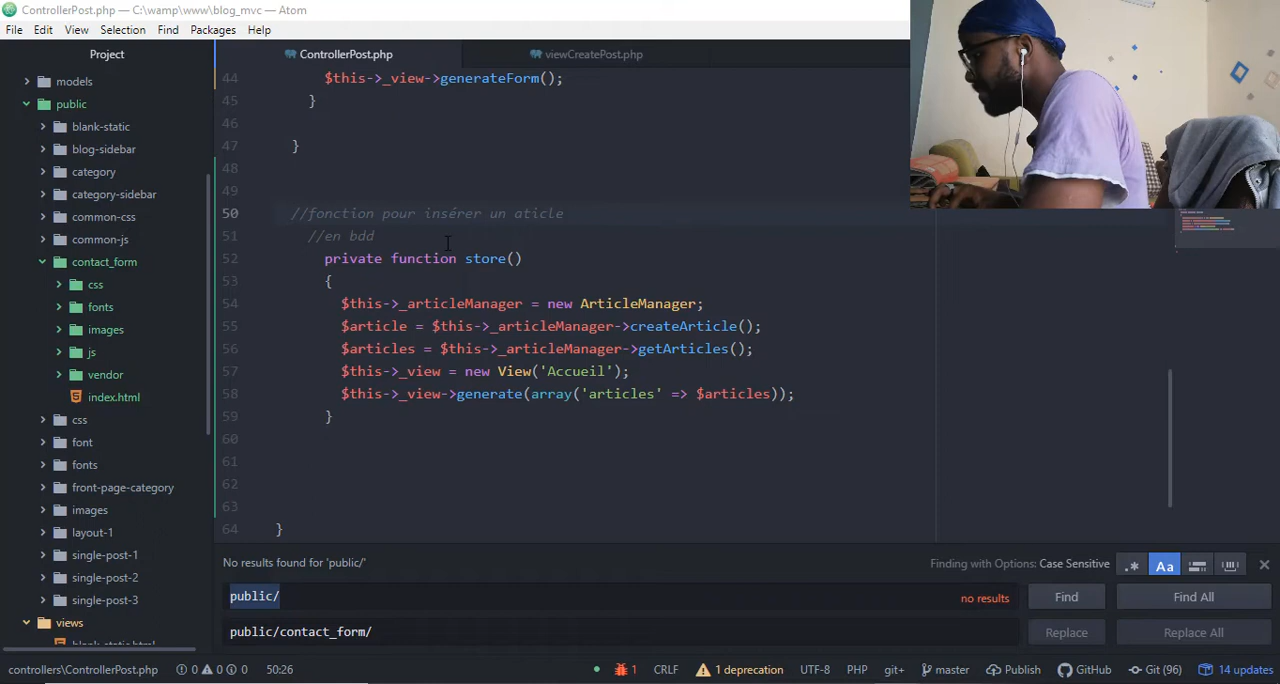 ControllerPost.php — C:\wamp\www\blog_mvc — Atom
File Edit View Selection Find Packages Help
Project
ControllerPost.php
viewCreatePost.php
models
public
blank-static
blog-sidebar
category
category-sidebar
common-css
common-js
contact_form
css
fonts
images
js
vendor
index.html
css
font
fonts
front-page-category
images
layout-1
single-post-1
single-post-2
single-post-3
views
blank-static.html
44 $this->_view->generateForm();
45 }
46
47 }
48
49
50 //fonction pour insérer un aticle
51 //en bdd
52 private function store()
53 {
54 $this->_articleManager = new ArticleManager;
55 $article = $this->_articleManager->createArticle();
56 $articles = $this->_articleManager->getArticles();
57 $this->_view = new View('Accueil');
58 $this->_view->generate(array('articles' => $articles));
59 }
60
61
62
63
64 }
No results found for 'public/'
Finding with Options: Case Sensitive
.* Aa
public/ no results
Find Find All
public/contact_form/
Replace Replace All
controllers\ControllerPost.php 0 0 0 50:26
1 CRLF 1 deprecation UTF-8 PHP git+ master Publish GitHub Git (96) 14 updates